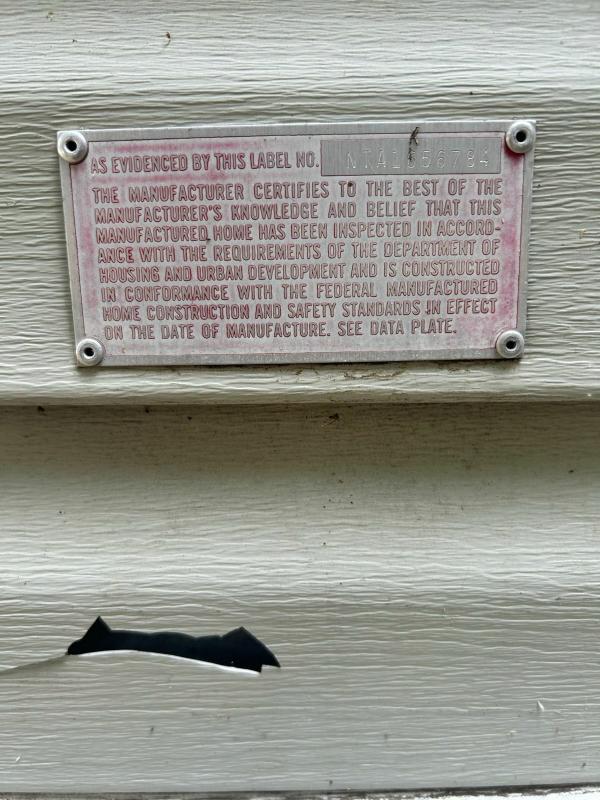 AS EVIDENCED BY THIS LABEL NO.
THE MANUFACTURER CERTIFIES TO THE BEST OF THE
MANUFACTURER'S KNOWLEDGE AND BELIEF THAT THIS
MANUFACTURED HOME HAS BEEN INSPECTED IN ACCORD-
ANCE WITH THE REQUIREMENTS OF THE DEPARTMENT OF
HOUSING AND URBAN DEVELOPMENT AND IS CONSTRUCTED
IN CONFORMANCE WITH THE FEDERAL MANUFACTURED
HOME CONSTRUCTION AND SAFETY STANDARDS IN EFFECT
ON THE DATE OF MANUFACTURE. SEE DATA PLATE.